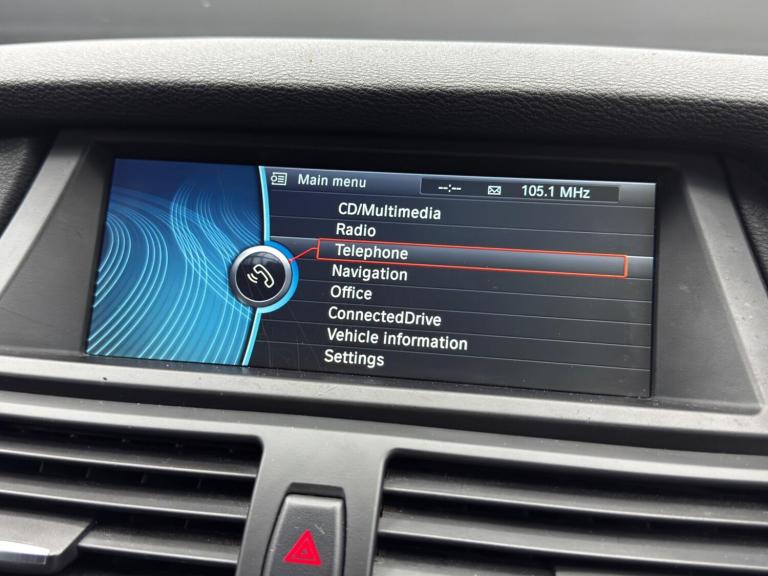 Main menu --:-- 105.1 MHz
CD/Multimedia
Radio
Telephone
Navigation
Office
ConnectedDrive
Vehicle information
Settings